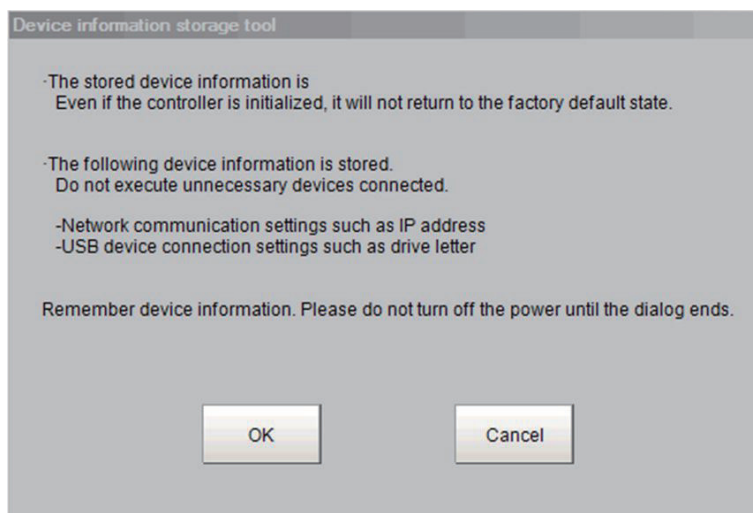 Device information storage tool
·The stored device information is
Even if the controller is initialized, it will not return to the factory default state.
·The following device information is stored.
Do not execute unnecessary devices connected.
-Network communication settings such as IP address
-USB device connection settings such as drive letter
Remember device information. Please do not turn off the power until the dialog ends.
OK
Cancel